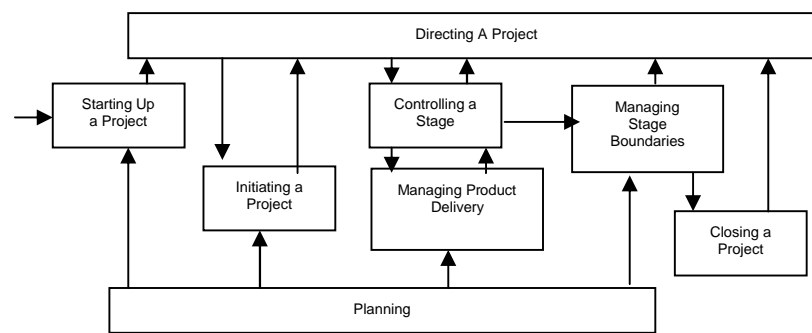 Directing A Project
Starting Up
a Project
Controlling a
Stage
Managing
Stage
Boundaries
Initiating a
Project
Managing Product
Delivery
Closing a
Project
Planning